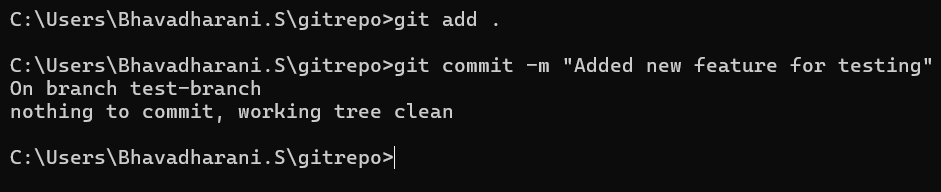 C:\Users\Bhavadharani.S\gitrepo>git add .
C:\Users\Bhavadharani.S\gitrepo>git commit -m "Added new feature for testing"
On branch test-branch
nothing to commit, working tree clean
C:\Users\Bhavadharani.S\gitrepo>